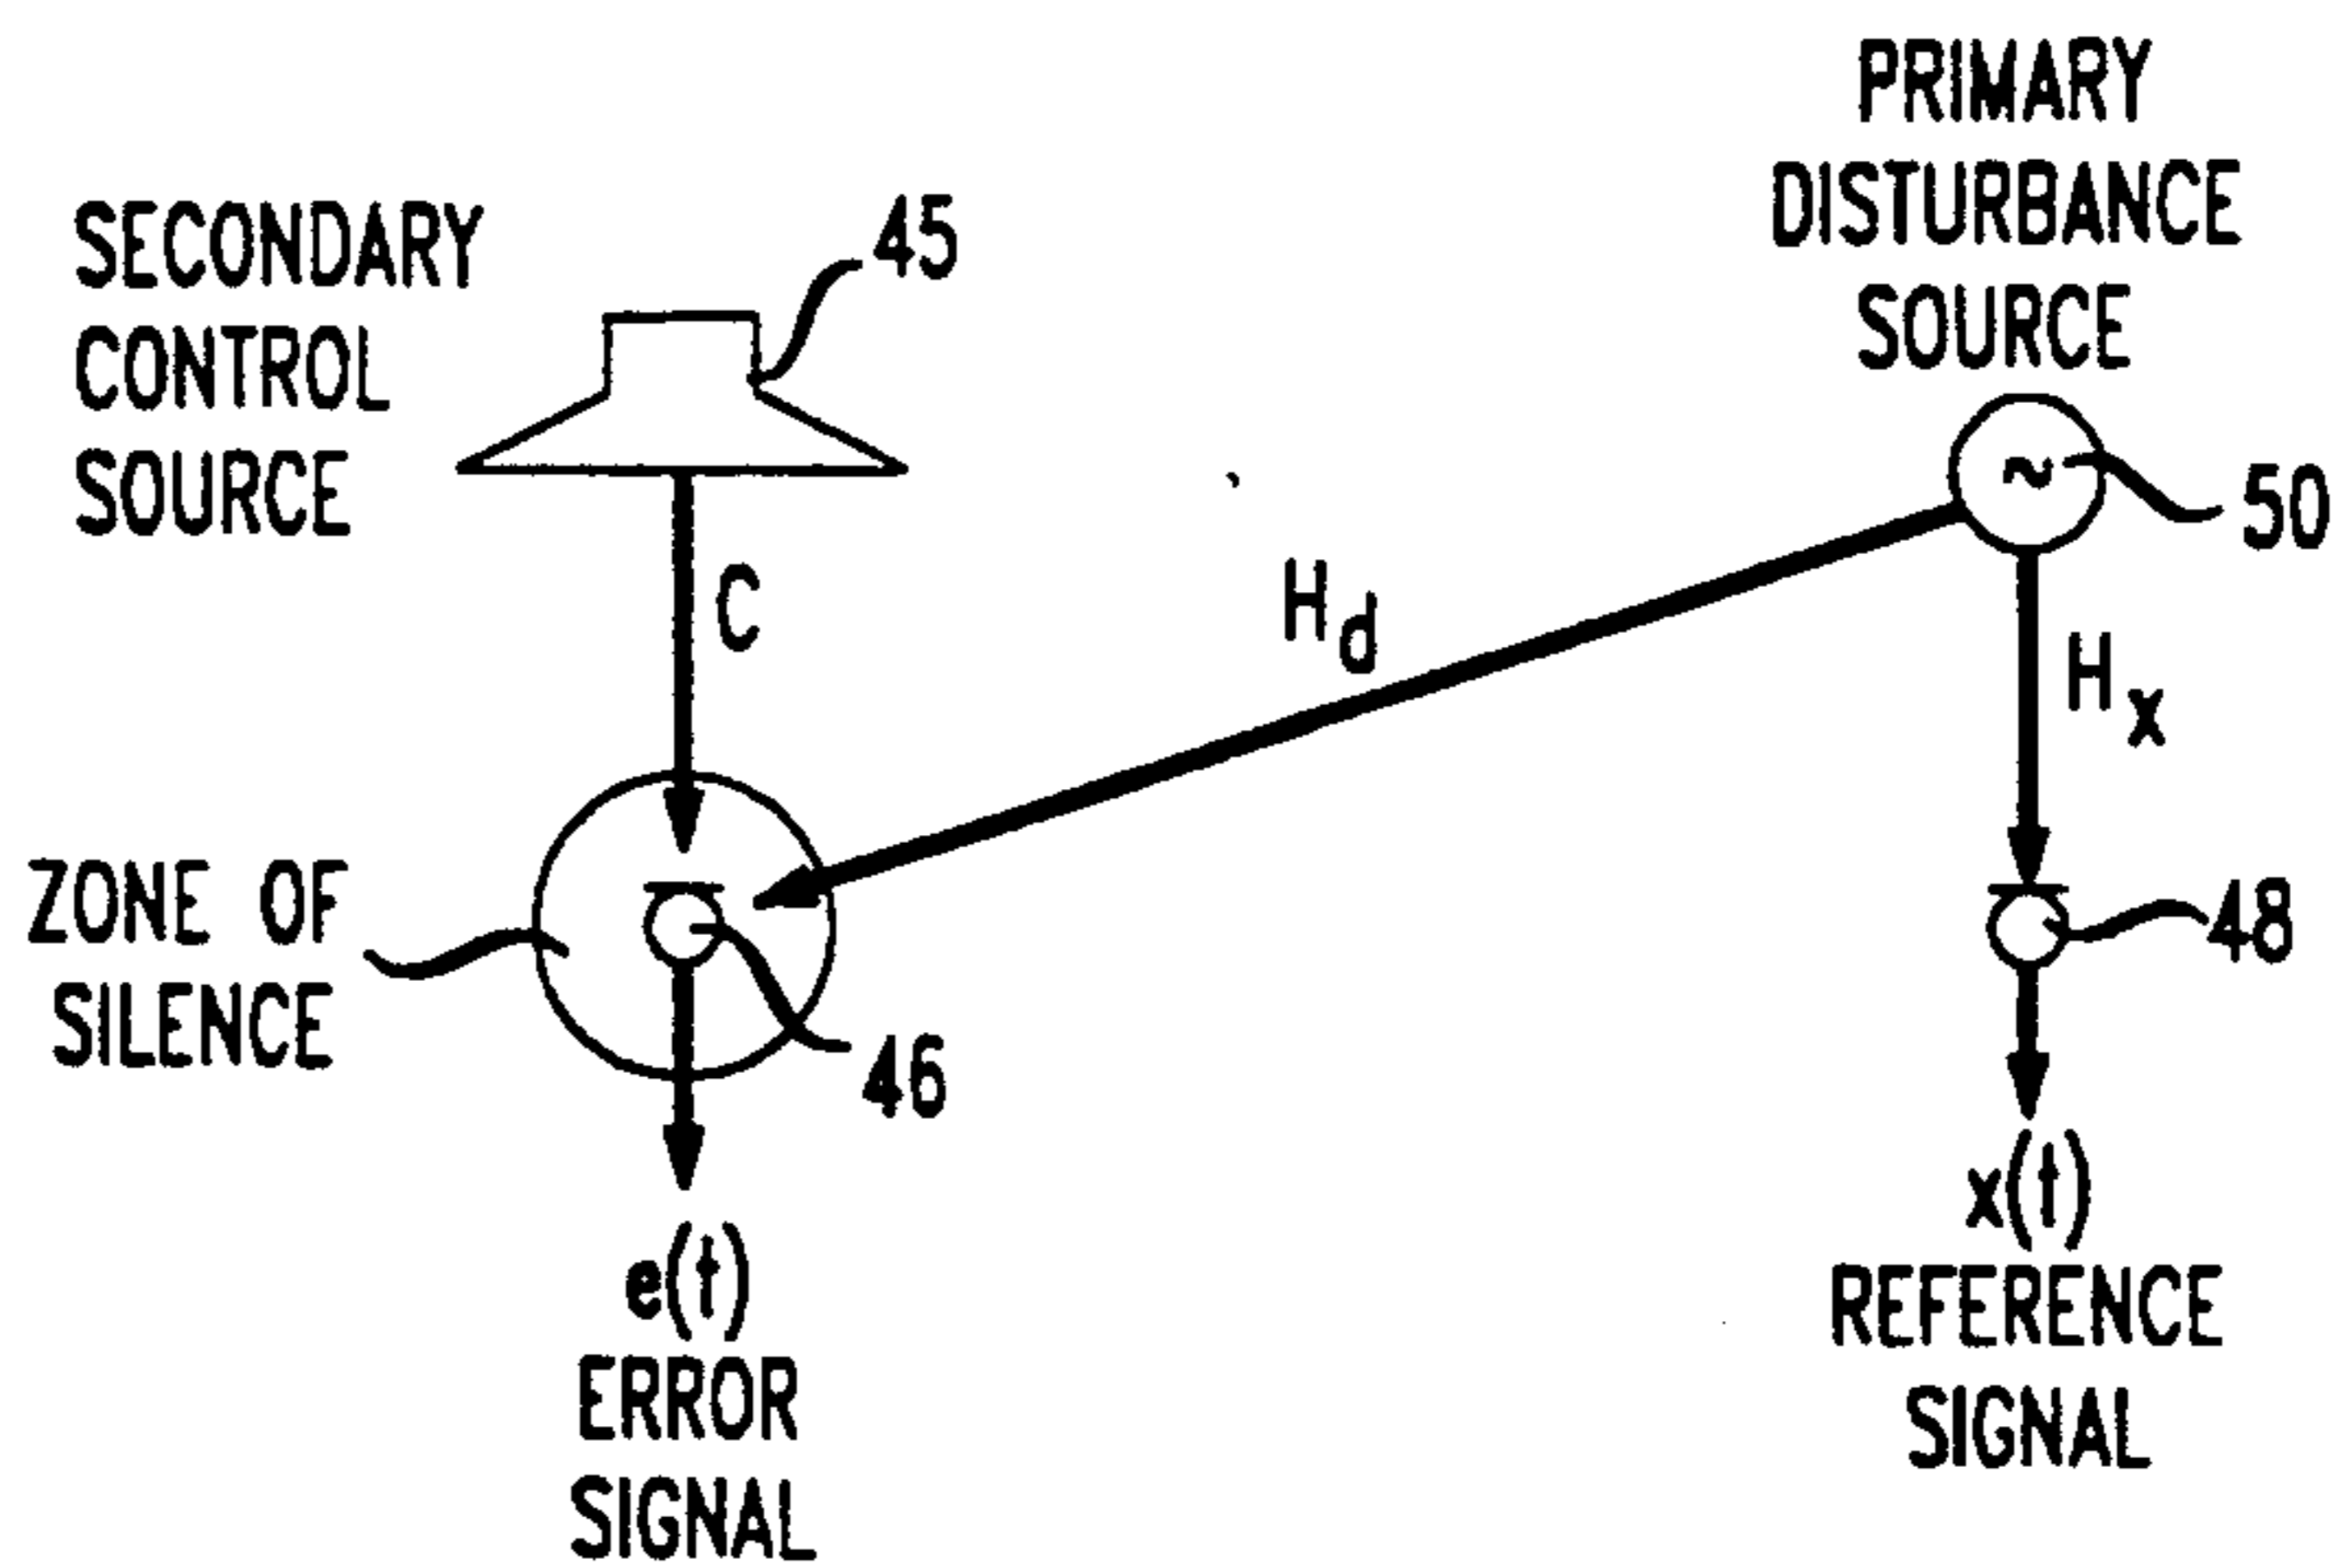 PRIMARY
DISTURBANCE
SOURCE
SECONDARY
CONTROL
SOURCE
45
50
C
Hd
Hx
ZONE OF
SILENCE
46
48
e(t)
ERROR
SIGNAL
x(t)
REFERENCE
SIGNAL